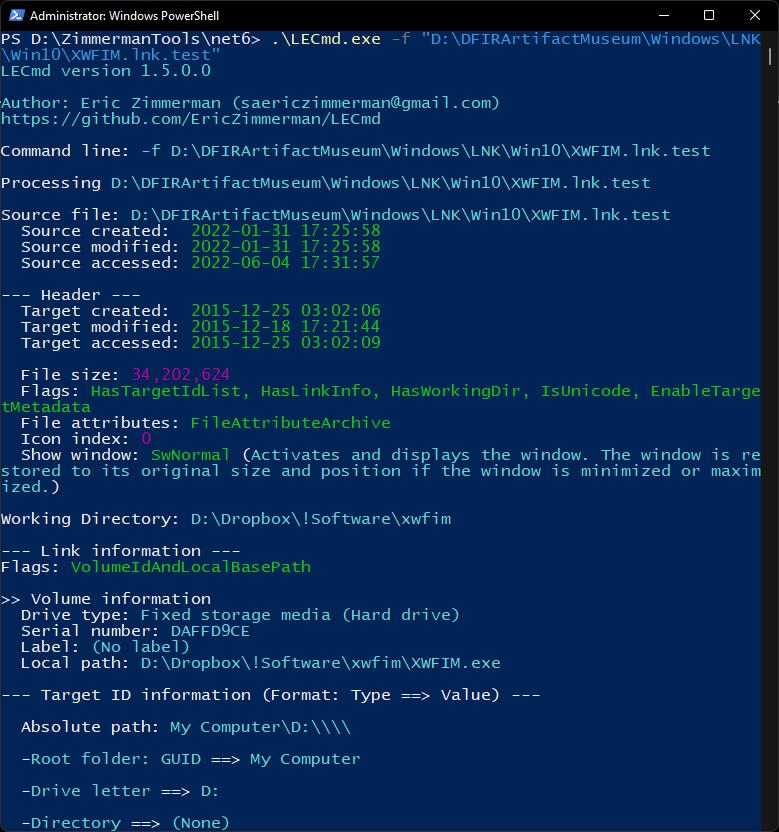 Administrator: Windows PowerShell
PS D:\ZimmermanTools\net6> .\LECmd.exe -f "D:\DFIRArtifactMuseum\Windows\LNK
\Win10\XWFIM.lnk.test"
LECmd version 1.5.0.0
Author: Eric Zimmerman (saericzimmerman@gmail.com)
https://github.com/EricZimmerman/LECmd
Command line: -f D:\DFIRArtifactMuseum\Windows\LNK\Win10\XWFIM.lnk.test
Processing D:\DFIRArtifactMuseum\Windows\LNK\Win10\XWFIM.lnk.test
Source file: D:\DFIRArtifactMuseum\Windows\LNK\Win10\XWFIM.lnk.test
Source created:  2022-01-31 17:25:58
Source modified: 2022-01-31 17:25:58
Source accessed: 2022-06-04 17:31:57
--- Header ---
Target created:  2015-12-25 03:02:06
Target modified: 2015-12-18 17:21:44
Target accessed: 2015-12-25 03:02:09
File size: 34,202,624
Flags: HasTargetIdList, HasLinkInfo, HasWorkingDir, IsUnicode, EnableTarge
tMetadata
File attributes: FileAttributeArchive
Icon index: 0
Show window: SwNormal (Activates and displays the window. The window is re
stored to its original size and position if the window is minimized or maxim
ized.)
Working Directory: D:\Dropbox\!Software\xwfim
--- Link information ---
Flags: VolumeIdAndLocalBasePath
>> Volume information
Drive type: Fixed storage media (Hard drive)
Serial number: DAFFD9CE
Label: (No label)
Local path: D:\Dropbox\!Software\xwfim\XWFIM.exe
--- Target ID information (Format: Type ==> Value) ---
Absolute path: My Computer\D:\\\\
-Root folder: GUID ==> My Computer
-Drive letter ==> D:
-Directory ==> (None)